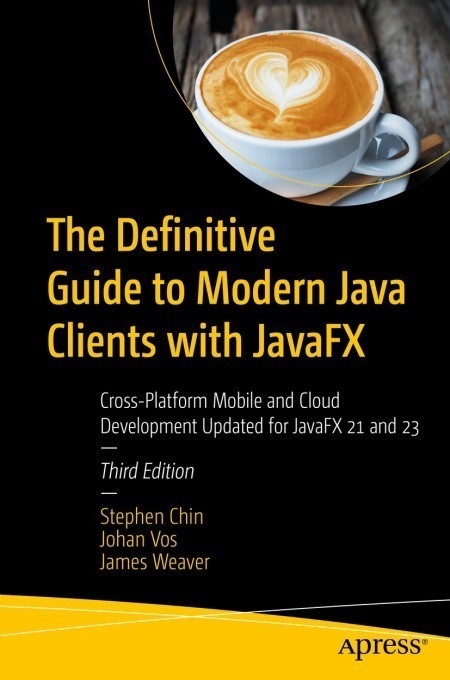 The Definitive
Guide to Modern Java
Clients with JavaFX
Cross-Platform Mobile and Cloud
Development Updated for JavaFX 21 and 23
—
Third Edition
—
Stephen Chin
Johan Vos
James Weaver
Apress®